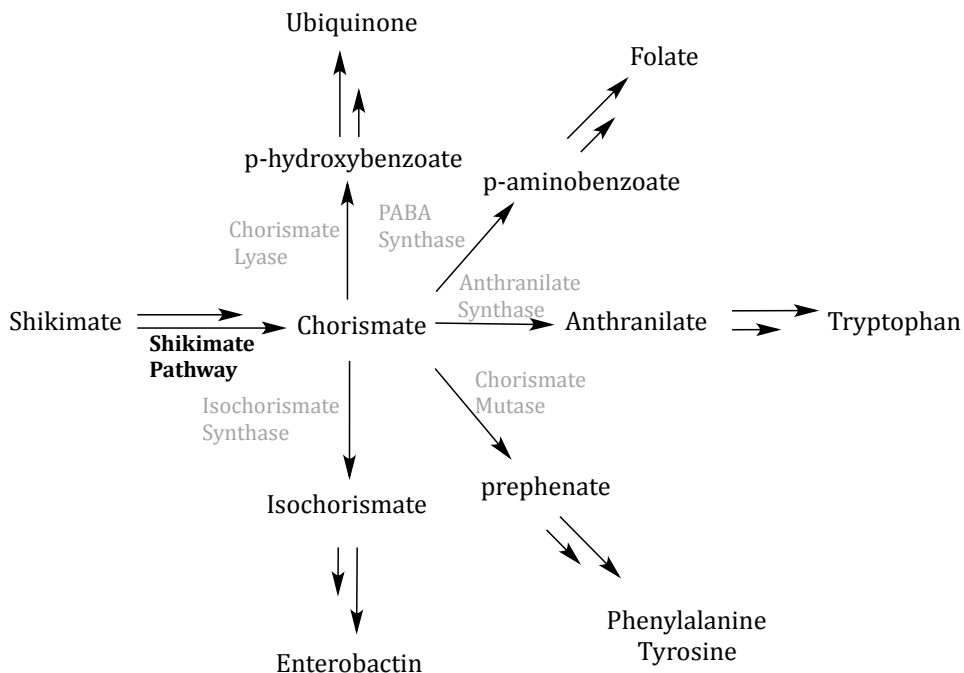 Ubiquinone
Folate
p-hydroxybenzoate
p-aminobenzoate
Chorismate
Lyase
PABA
Synthase
Anthranilate
Synthase
Shikimate
Chorismate
Anthranilate
Tryptophan
Shikimate
Pathway
Chorismate
Mutase
Isochorismate
Synthase
prephenate
Isochorismate
Phenylalanine
Tyrosine
Enterobactin